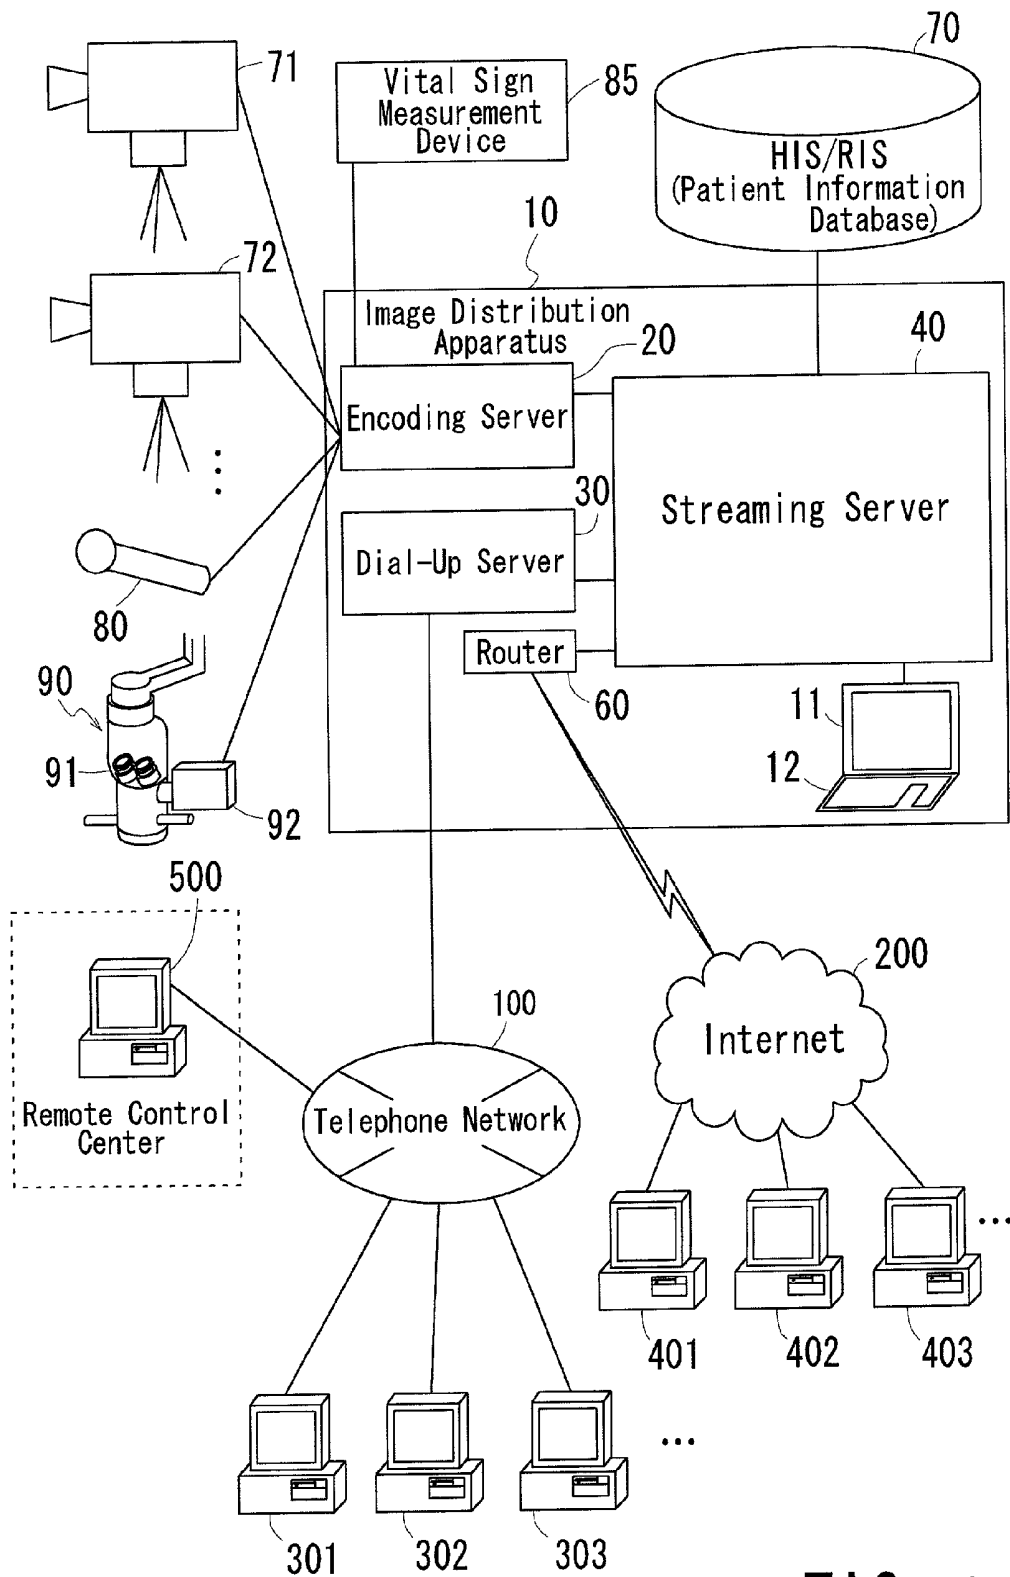 70
71
Vital Sign
Measurement
Device
85
HIS/RIS
(Patient Information
Database)
10
72
Image Distribution
Apparatus
20
40
Encoding Server
30
Streaming Server
Dial-Up Server
80
Router
60
90
11
91
12
92
500
200
100
Internet
Remote Control
Center
Telephone Network
...
401
402
403
...
301
302
303